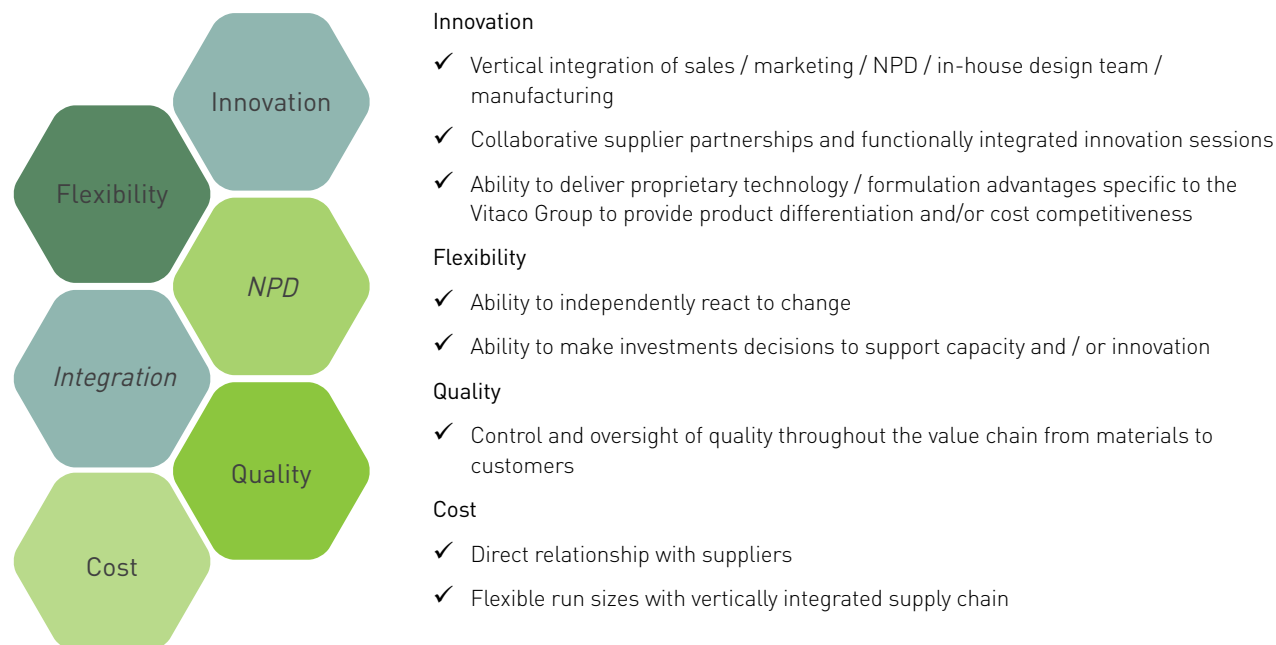 Innovation
Flexibility
NPD
Integration
Quality
Cost
Innovation
✓ Vertical integration of sales / marketing / NPD / in-house design team /
manufacturing
✓ Collaborative supplier partnerships and functionally integrated innovation sessions
✓ Ability to deliver proprietary technology / formulation advantages specific to the
Vitaco Group to provide product differentiation and/or cost competitiveness
Flexibility
✓ Ability to independently react to change
✓ Ability to make investments decisions to support capacity and / or innovation
Quality
✓ Control and oversight of quality throughout the value chain from materials to
customers
Cost
✓ Direct relationship with suppliers
✓ Flexible run sizes with vertically integrated supply chain